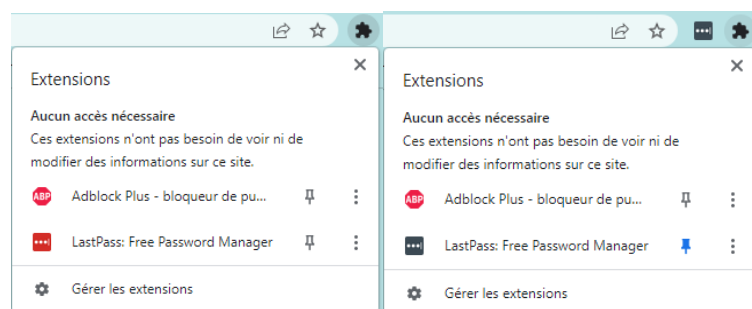 Extensions
Aucun accès nécessaire
Ces extensions n'ont pas besoin de voir ni de
modifier des informations sur ce site.
ABP Adblock Plus - bloqueur de pu...
LastPass: Free Password Manager
Gérer les extensions
Extensions
Aucun accès nécessaire
Ces extensions n'ont pas besoin de voir ni de
modifier des informations sur ce site.
ABP Adblock Plus - bloqueur de pu...
LastPass: Free Password Manager
Gérer les extensions